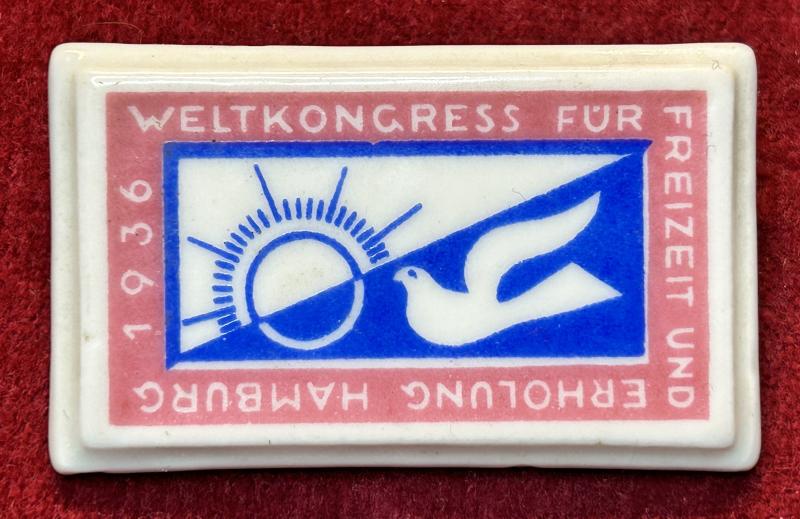 WELTKONGRESS FÜR
FREIZEIT UND
ERHOLUNG HAMBURG
1936